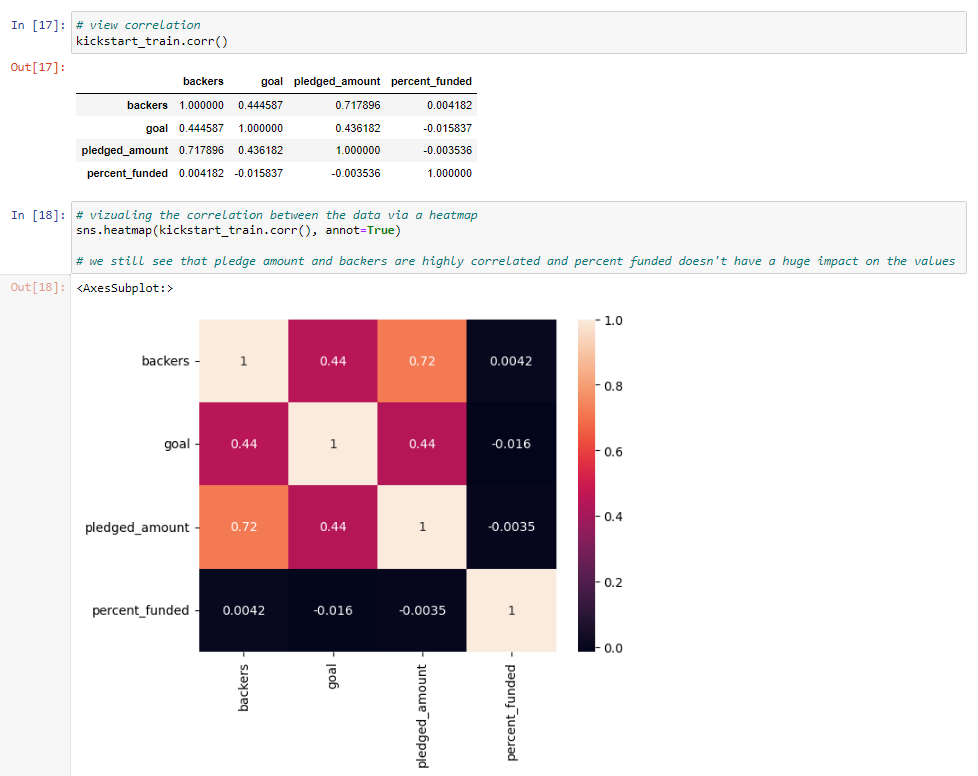 In [17]: # view correlation
kickstart_train.corr()
Out[17]:
backers goal pledged_amount percent_funded
backers 1.000000 0.444587 0.717896 0.004182
goal 0.444587 1.000000 0.436182 -0.015837
pledged_amount 0.717896 0.436182 1.000000 -0.003536
percent_funded 0.004182 -0.015837 -0.003536 1.000000
In [18]: # vizualing the correlation between the data via a heatmap
sns.heatmap(kickstart_train.corr(), annot=True)
# we still see that pledge amount and backers are highly correlated and percent funded doesn't have a huge impact on the values
Out[18]: <AxesSubplot:>
backers 1 0.44 0.72 0.0042
goal 0.44 1 0.44 -0.016
pledged_amount 0.72 0.44 1 -0.0035
percent_funded 0.0042 -0.016 -0.0035 1
backers
goal
pledged_amount
percent_funded
1.0
0.8
0.6
0.4
0.2
0.0